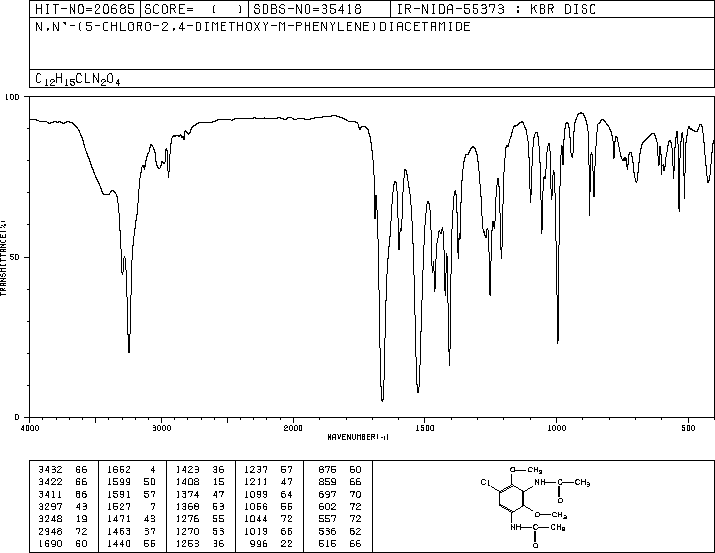 HIT-NO=20685 SCORE= ( ) SDBS-NO=35418 IR-NIDA-55373 : KBR DISC
N,N'-(5-CHLORO-2,4-DIMETHOXY-M-PHENYLENE)DIACETAMIDE
C12H15CLN2O4
100
50
0
TRANSMITTANCE(%)
4000 3000 2000 1500 1000 500
WAVENUMBER(-1)
3432 66 1662 4 1423 36 1237 57 876 60
3422 66 1599 50 1408 15 1211 47 859 66
3411 66 1591 57 1374 47 1099 64 697 70
3297 43 1527 7 1368 53 1056 55 602 72
3248 19 1471 43 1276 55 1044 72 557 72
2946 72 1463 37 1270 53 1019 66 536 62
1690 60 1440 55 1253 36 996 22 515 66
O CH3
Cl NH C CH3
O
O CH3
NH C CH3
O